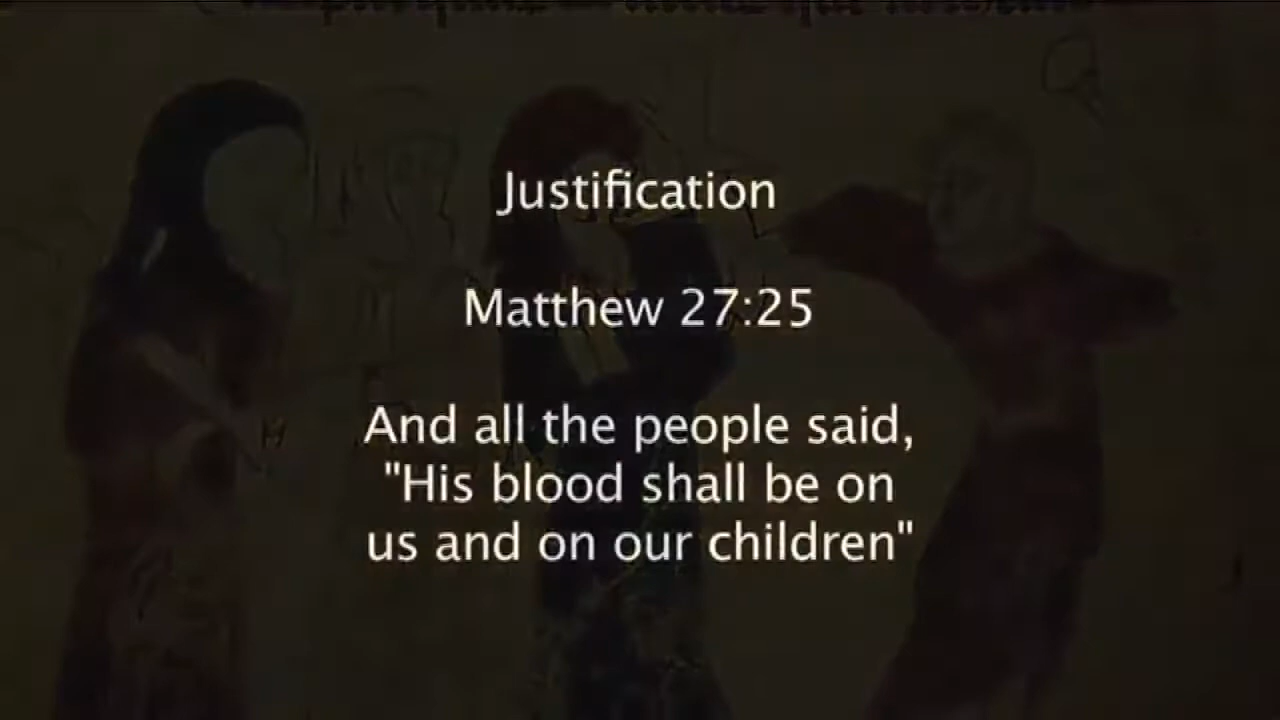 Justification
Matthew 27:25
And all the people said,
"His blood shall be on
us and on our children"